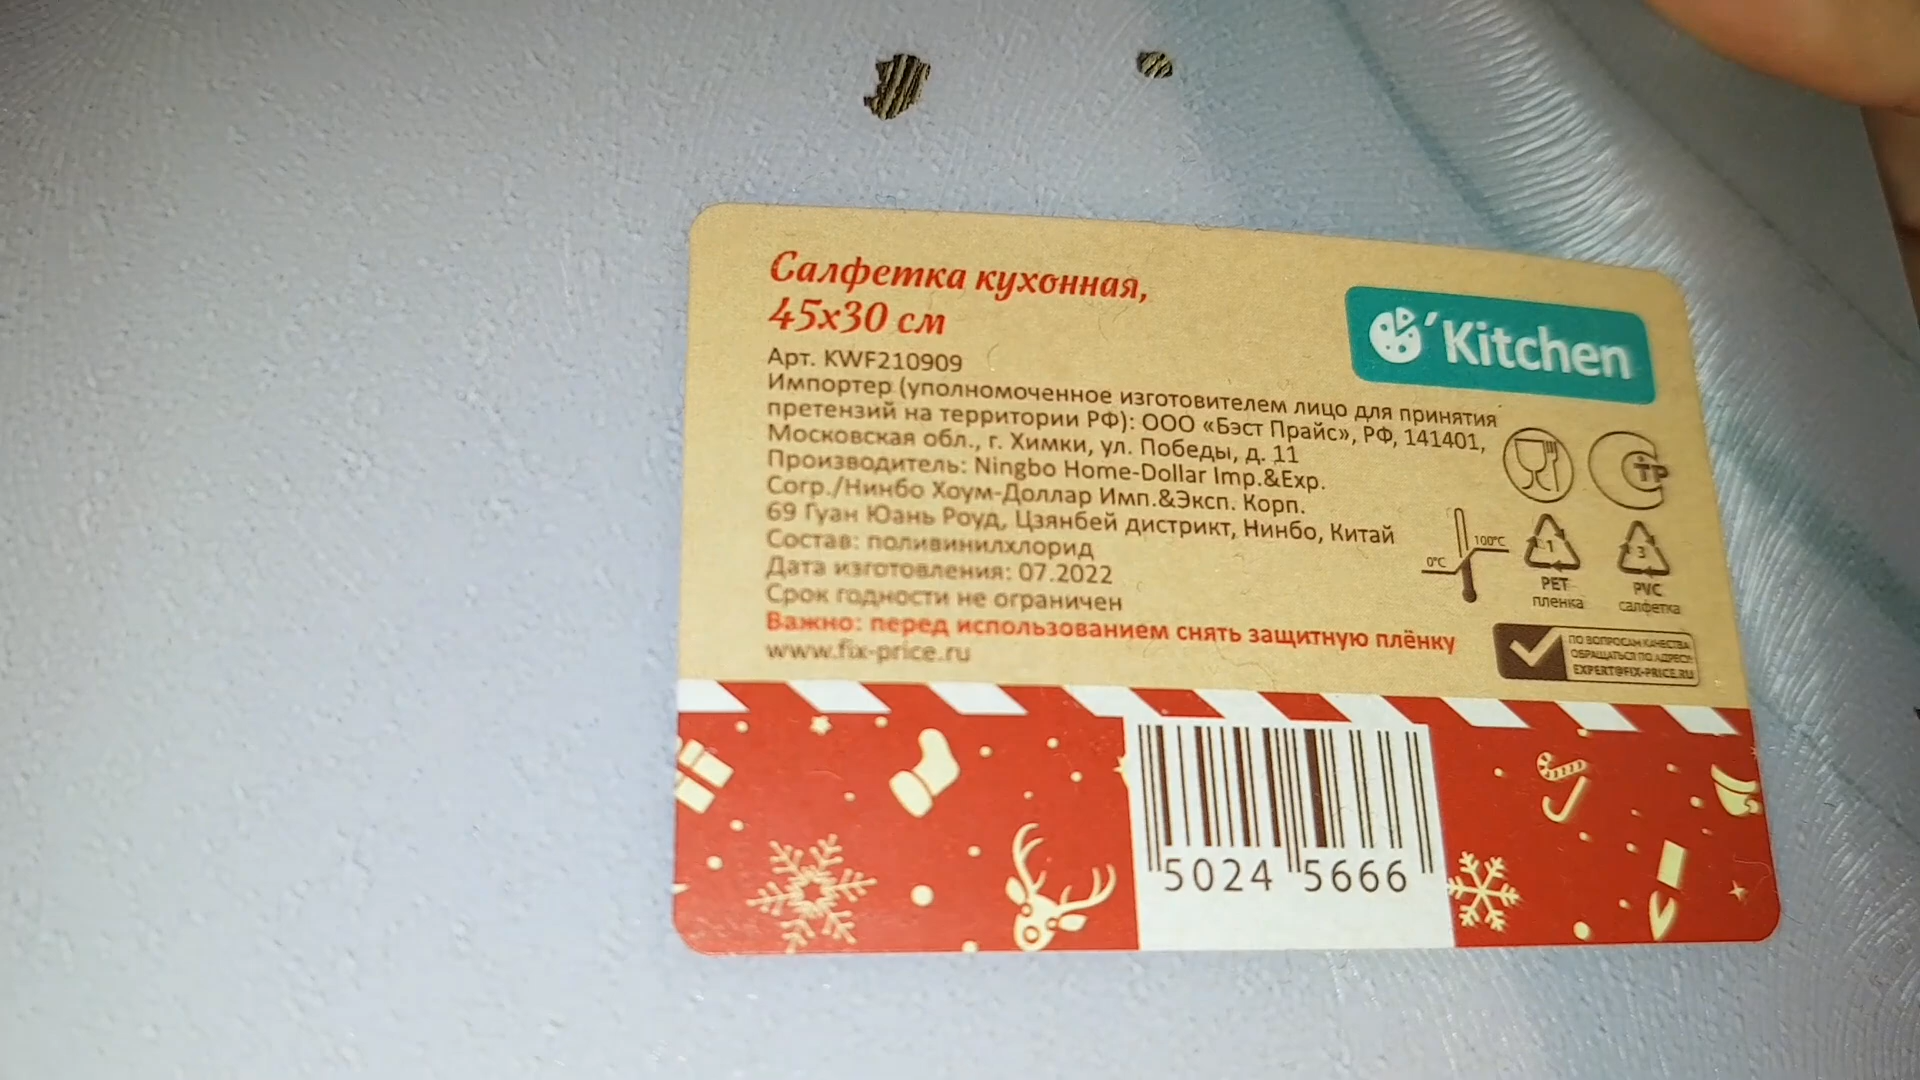 Салфетка кухонная,
45х30 см
'Kitchen
Арт. KWF210909
Импортер (уполномоченное изготовителем лицо для принятия
претензий на территории РФ): ООО «Бэст Прайс», РФ, 141401,
Московская обл., г. Химки, ул. Победы, д. 11
Производитель: Ningbo Home-Dollar Imp.&Exp.
Corp./Нинбо Хоум-Доллар Имп.&Эксп. Корп.
69 Гуан Юань Роуд, Цзянбей дистрикт, Нинбо, Китай
Состав: поливинилхлорид
Дата изготовления: 07.2022
Срок годности не ограничен
Важно: перед использованием снять защитную плёнку
www.fix-price.ru
СТР
0°C
100°C
1
PET
пленка
3
PVC
салфетка
ПО ВОПРОСАМ КАЧЕСТВА
ОБРАЩАТЬСЯ ПО АДРЕСУ:
EXPERT@FIX-PRICE.RU
5024 5666